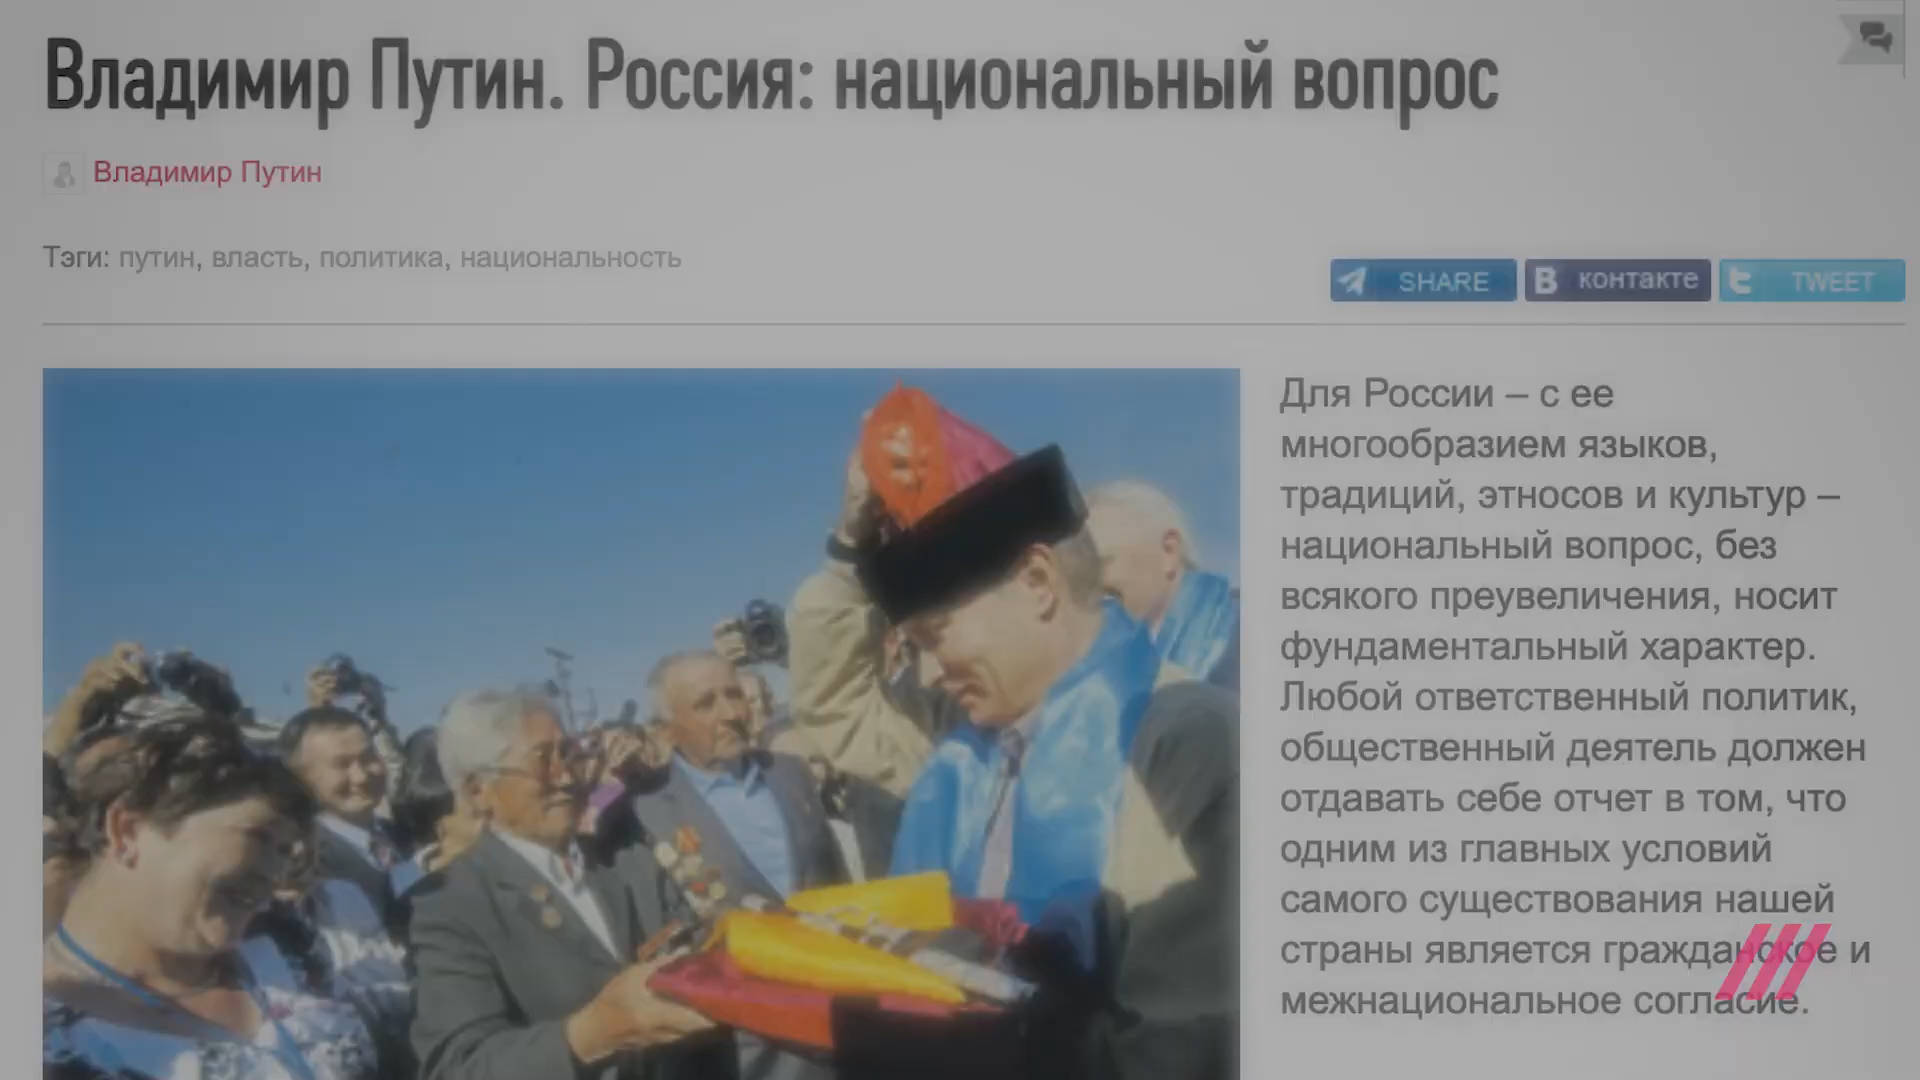 Владимир Путин. Россия: национальный вопрос
Владимир Путин
Тэги: путин, власть, политика, национальность
SHARE
В контакте
TWEET
Для России – с ее
многообразием языков,
традиций, этносов и культур –
национальный вопрос, без
всякого преувеличения, носит
фундаментальный характер.
Любой ответственный политик,
общественный деятель должен
отдавать себе отчет в том, что
одним из главных условий
самого существования нашей
страны является гражданское и
межнациональное согласие.